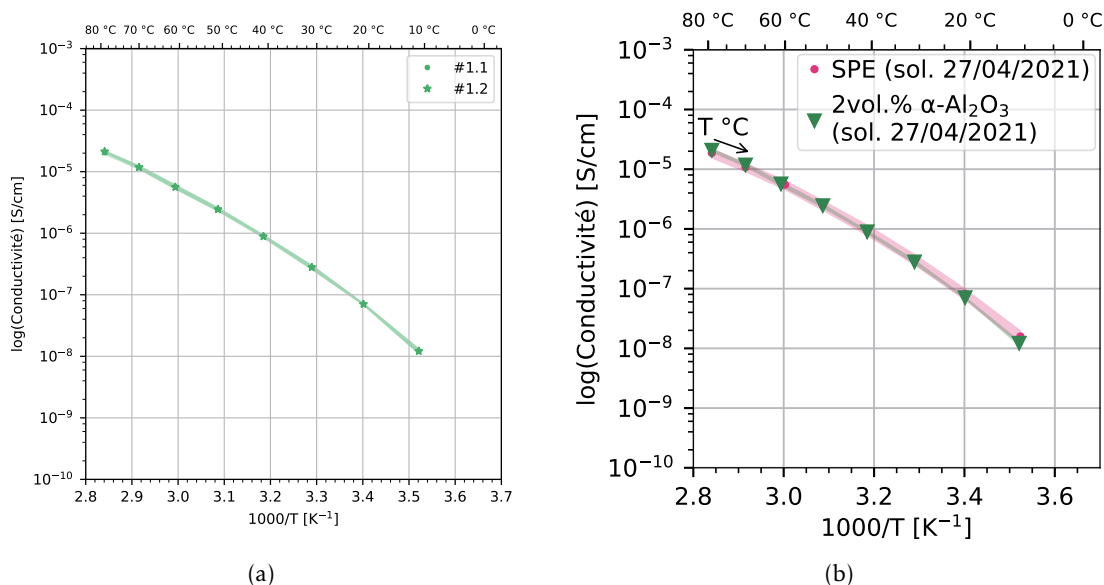 80 °C 70 °C 60 °C 50 °C 40 °C 30 °C 20 °C 10 °C 0 °C
10⁻³
10⁻⁴
10⁻⁵
10⁻⁶
10⁻⁷
10⁻⁸
10⁻⁹
10⁻¹⁰
log(Conductivité) [S/cm]
#1.1
#1.2
2.8 2.9 3.0 3.1 3.2 3.3 3.4 3.5 3.6 3.7
1000/T [K⁻¹]
(a)
80 °C 60 °C 40 °C 20 °C 0 °C
10⁻³
10⁻⁴
10⁻⁵
10⁻⁶
10⁻⁷
10⁻⁸
10⁻⁹
10⁻¹⁰
log(Conductivité) [S/cm]
SPE (sol. 27/04/2021)
2vol.% α-Al₂O₃
(sol. 27/04/2021)
T °C
2.8 3.0 3.2 3.4 3.6
1000/T [K⁻¹]
(b)